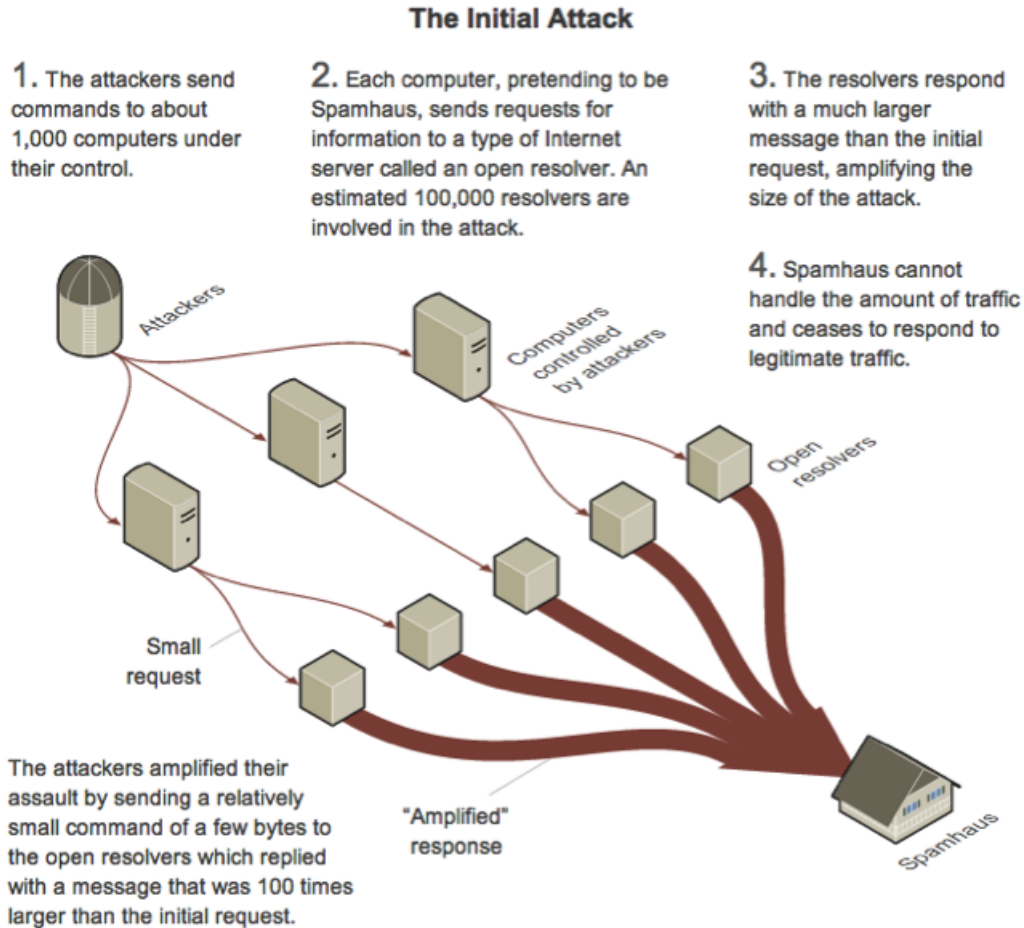 The Initial Attack
1. The attackers send
commands to about
1,000 computers under
their control.
2. Each computer, pretending to be
Spamhaus, sends requests for
information to a type of Internet
server called an open resolver. An
estimated 100,000 resolvers are
involved in the attack.
3. The resolvers respond
with a much larger
message than the initial
request, amplifying the
size of the attack.
4. Spamhaus cannot
handle the amount of traffic
and ceases to respond to
legitimate traffic.
Attackers
Computers
controlled
by attackers
Open
resolvers
Small
request
"Amplified"
response
Spamhaus
The attackers amplified their
assault by sending a relatively
small command of a few bytes to
the open resolvers which replied
with a message that was 100 times
larger than the initial request.